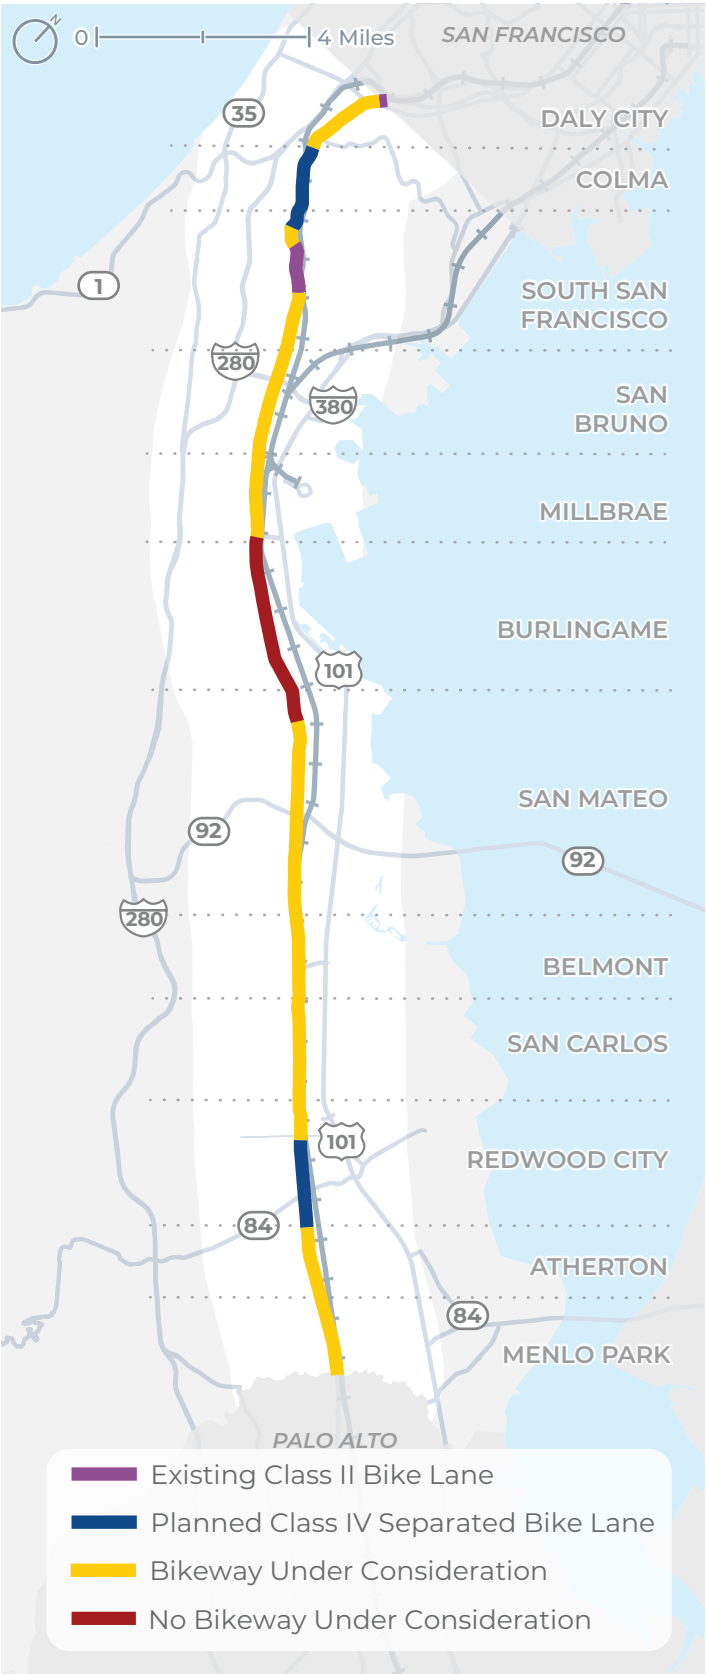 N
0
4 Miles
SAN FRANCISCO
35
DALY CITY
COLMA
1
SOUTH SAN
FRANCISCO
280
380
SAN
BRUNO
MILLBRAE
BURLINGAME
101
SAN MATEO
92
92
280
BELMONT
SAN CARLOS
101
REDWOOD CITY
84
ATHERTON
84
MENLO PARK
PALO ALTO
Existing Class II Bike Lane
Planned Class IV Separated Bike Lane
Bikeway Under Consideration
No Bikeway Under Consideration